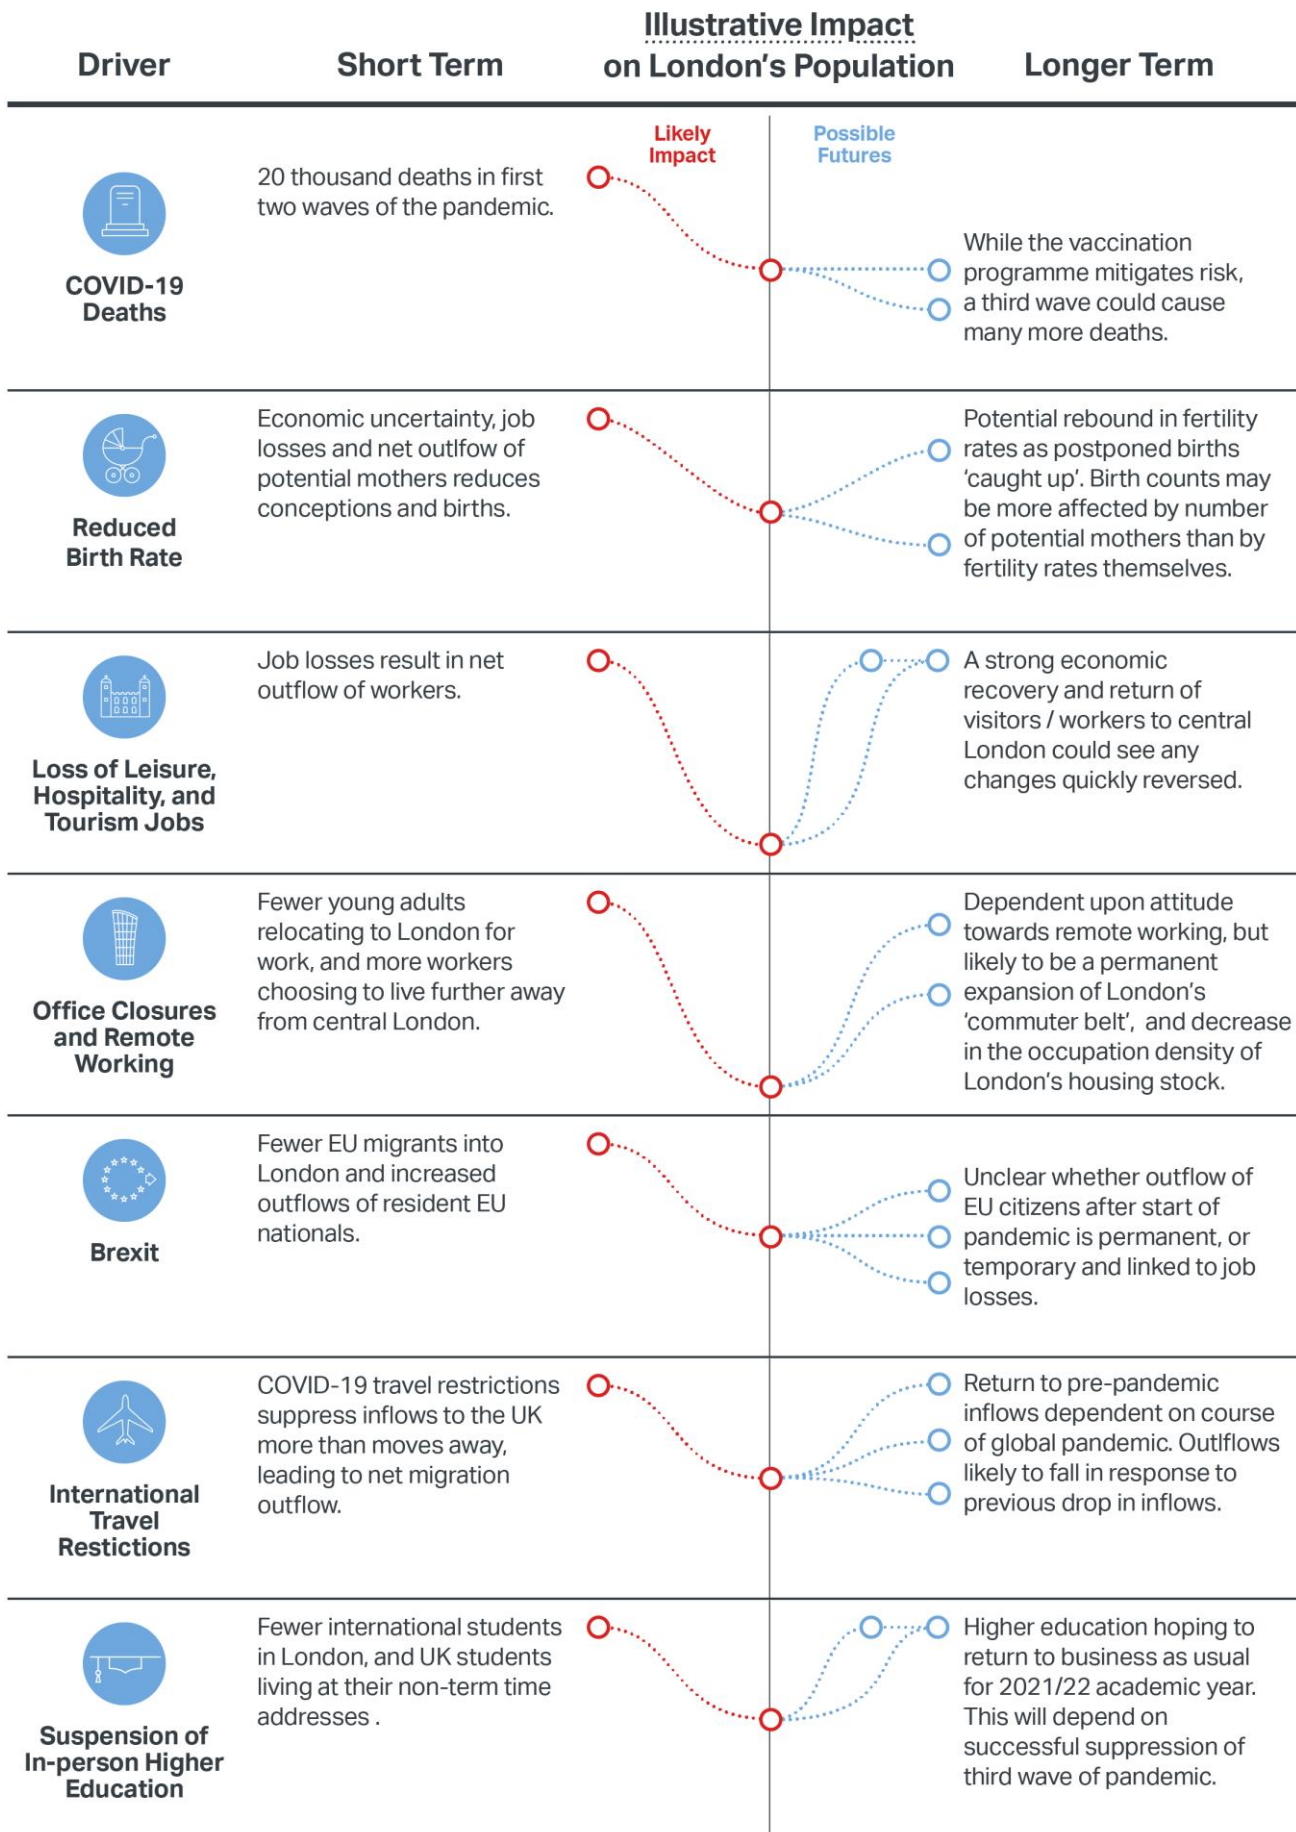 Driver
Short Term
Illustrative Impact
on London's Population
Longer Term
Likely
Impact
Possible
Futures
COVID-19
Deaths
20 thousand deaths in first
two waves of the pandemic.
While the vaccination
programme mitigates risk,
a third wave could cause
many more deaths.
Reduced
Birth Rate
Economic uncertainty, job
losses and net outlfow of
potential mothers reduces
conceptions and births.
Potential rebound in fertility
rates as postponed births
'caught up'. Birth counts may
be more affected by number
of potential mothers than by
fertility rates themselves.
Loss of Leisure,
Hospitality, and
Tourism Jobs
Job losses result in net
outflow of workers.
A strong economic
recovery and return of
visitors / workers to central
London could see any
changes quickly reversed.
Office Closures
and Remote
Working
Fewer young adults
relocating to London for
work, and more workers
choosing to live further away
from central London.
Dependent upon attitude
towards remote working, but
likely to be a permanent
expansion of London's
'commuter belt', and decrease
in the occupation density of
London's housing stock.
Brexit
Fewer EU migrants into
London and increased
outflows of resident EU
nationals.
Unclear whether outflow of
EU citizens after start of
pandemic is permanent, or
temporary and linked to job
losses.
International
Travel
Restictions
COVID-19 travel restrictions
suppress inflows to the UK
more than moves away,
leading to net migration
outflow.
Return to pre-pandemic
inflows dependent on course
of global pandemic. Outlflows
likely to fall in response to
previous drop in inflows.
Suspension of
In-person Higher
Education
Fewer international students
in London, and UK students
living at their non-term time
addresses .
Higher education hoping to
return to business as usual
for 2021/22 academic year.
This will depend on
successful suppression of
third wave of pandemic.